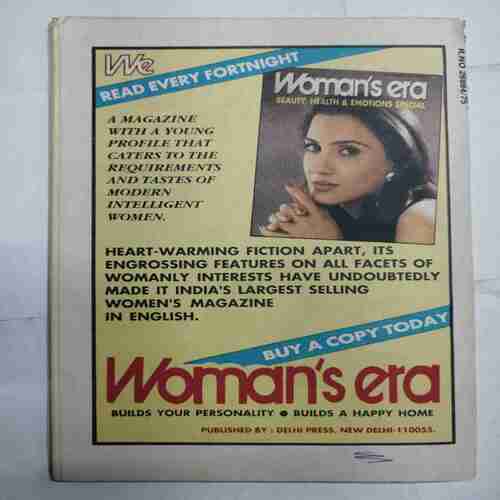 We
READ EVERY FORTNIGHT
Woman's era
BEAUTY, HEALTH & EMOTIONS SPECIAL
A MAGAZINE
WITH A YOUNG
PROFILE THAT
CATERS TO THE
REQUIREMENTS
AND TASTES OF
MODERN
INTELLIGENT
WOMEN.
HEART-WARMING FICTION APART, ITS
ENGROSSING FEATURES ON ALL FACETS OF
WOMANLY INTERESTS HAVE UNDOUBTEDLY
MADE IT INDIA'S LARGEST SELLING
WOMEN'S MAGAZINE
IN ENGLISH.
BUY A COPY TODAY
Woman's era
BUILDS YOUR PERSONALITY ● BUILDS A HAPPY HOME
PUBLISHED BY : DELHI PRESS, NEW DELHI-110055.